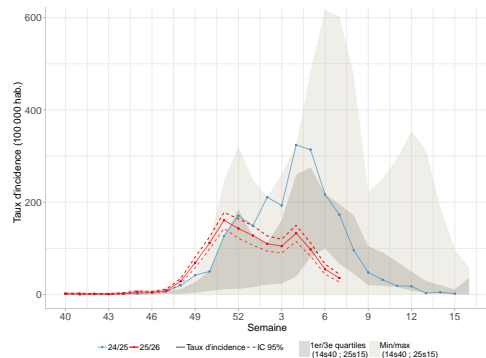 600
400
200
0
Taux d'incidence (100 000 hab.)
40 43 46 49 52 3 6 9 12 15
Semaine
24/25 25/26 Taux d'incidence IC 95% 1er/3e quartiles Min/max
(14s40 ; 25s15) (14s40 ; 25s15)